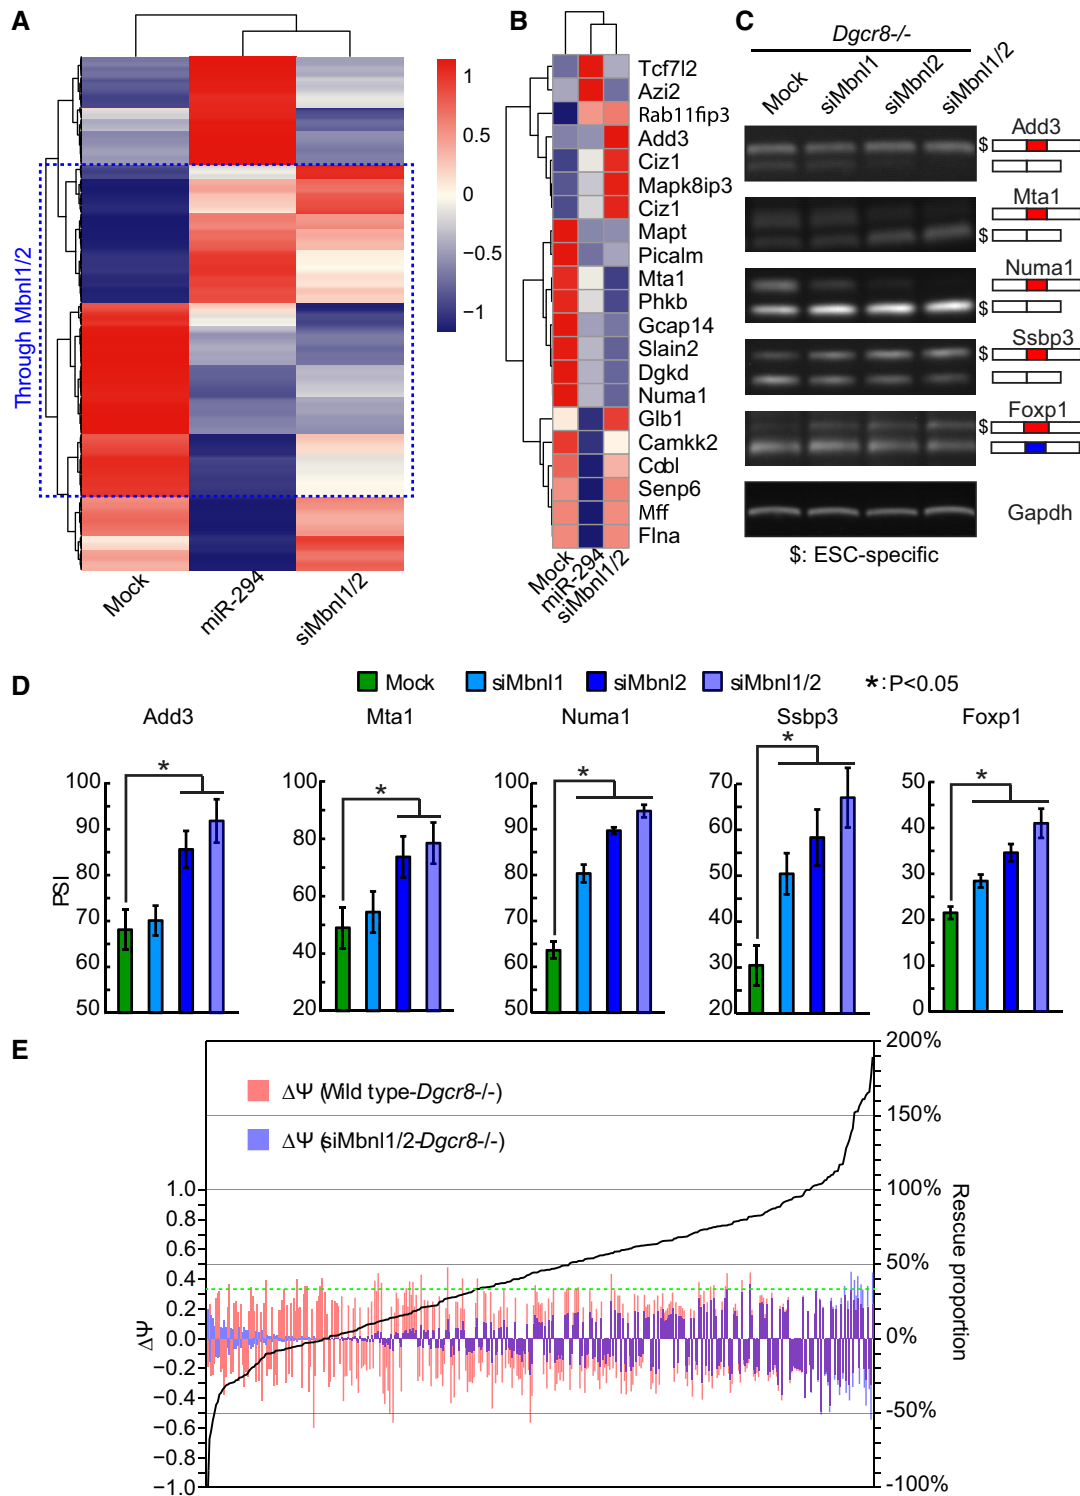 A
B
C
1
0.5
0
−0.5
−1
Through Mbnl1/2
Mock
miR-294
siMbnl1/2
Tcf7l2
Azi2
Rab11fip3
Add3
Ciz1
Mapk8ip3
Ciz1
Mapt
Picalm
Mta1
Phkb
Gcap14
Slain2
Dgkd
Numa1
Glb1
Camkk2
Cobl
Senp6
Mff
Flna
Mock
miR-294
siMbnl1/2
Dgcr8-/-
Mock
siMbnl1
siMbnl2
siMbnl1/2
$
Add3
Mta1
$
Numa1
$
$
Ssbp3
$
Foxp1
Gapdh
$: ESC-specific
D
Mock
siMbnl1
siMbnl2
siMbnl1/2
*:P<0.05
Add3
Mta1
Numa1
Ssbp3
Foxp1
PSI
100
90
80
70
60
50
*
100
80
60
40
20
*
100
90
80
70
60
50
*
70
60
50
40
30
20
*
50
40
30
20
10
0
*
E
ΔΨ (Wild type-Dgcr8-/-)
ΔΨ (siMbnl1/2-Dgcr8-/-)
ΔΨ
1.0
0.8
0.6
0.4
0.2
0.0
−0.2
−0.4
−0.6
−0.8
−1.0
200%
150%
100%
50%
0%
-50%
-100%
Rescue proportion